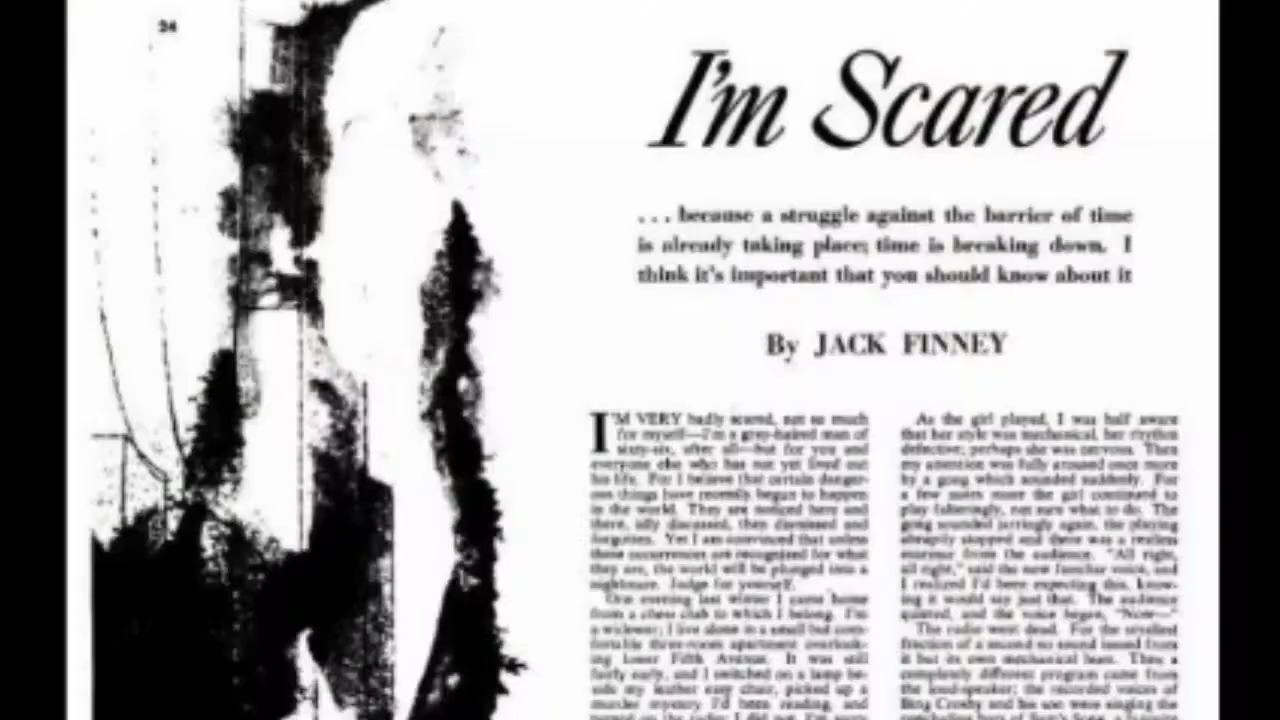 24
I'm Scared
... because a struggle against the barrier of time
is already taking place; time is breaking down. I
think it's important that you should know about it
By JACK FINNEY
I'M VERY badly scared, not so much
for myself—I'm a grey-haired man of
sixty-six, after all—but for you and
everyone else who has not yet lived out
his life. For I believe that certain danger-
ous things have recently begun to happen
in the world. They are noticed here and
there, idly discussed, then dismissed and
forgotten. Yet I am convinced that unless
these occurrences are recognised for what
they are, the world will be plunged into a
nightmare. Judge for yourself.
One evening last winter I came home
from a chess club to which I belong. I'm
a widower; I live alone in a small but com-
fortable three-room apartment overlook-
ing lower Fifth Avenue. It was still
fairly early, and I switched on a lamp be-
side my leather easy chair, picked up a
murder mystery I'd been reading, and
turned on the radio; I did not, I'm sorry
As the girl played, I was half aware
that her style was mechanical, her rhythm
defective; perhaps she was nervous. Then
my attention was fully aroused once more
by a gong which sounded suddenly. For
a few notes more the girl continued to
play falteringly, not sure what to do. The
gong sounded jarringly again, the playing
abruptly stopped and there was a restless
murmur from the audience. "All right,
all right," said the now familiar voice, and
I realized I'd been expecting this, know-
ing it would say just that. The audience
quieted, and the voice began, "Now—"
The radio went dead. For the smallest
fraction of a second no sound issued from
it but its own mechanical hum. Then a
completely different program came from
the loud-speaker; the recorded voices of
Bing Crosby and his son were singing the
concluding bars of Sam's Song, a